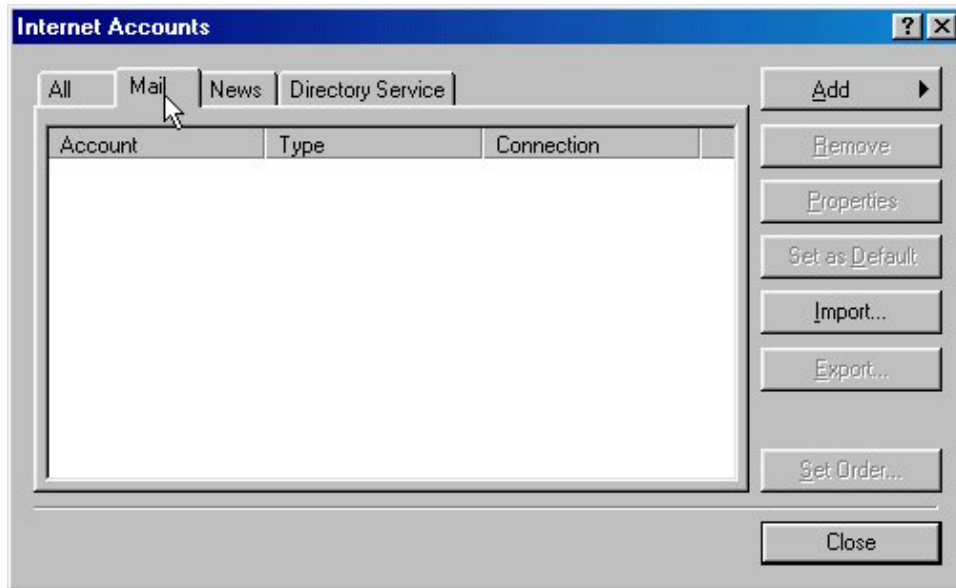 Internet Accounts
All Mail News Directory Service
Account Type Connection
Add
Remove
Properties
Set as Default
Import...
Export...
Set Order...
Close